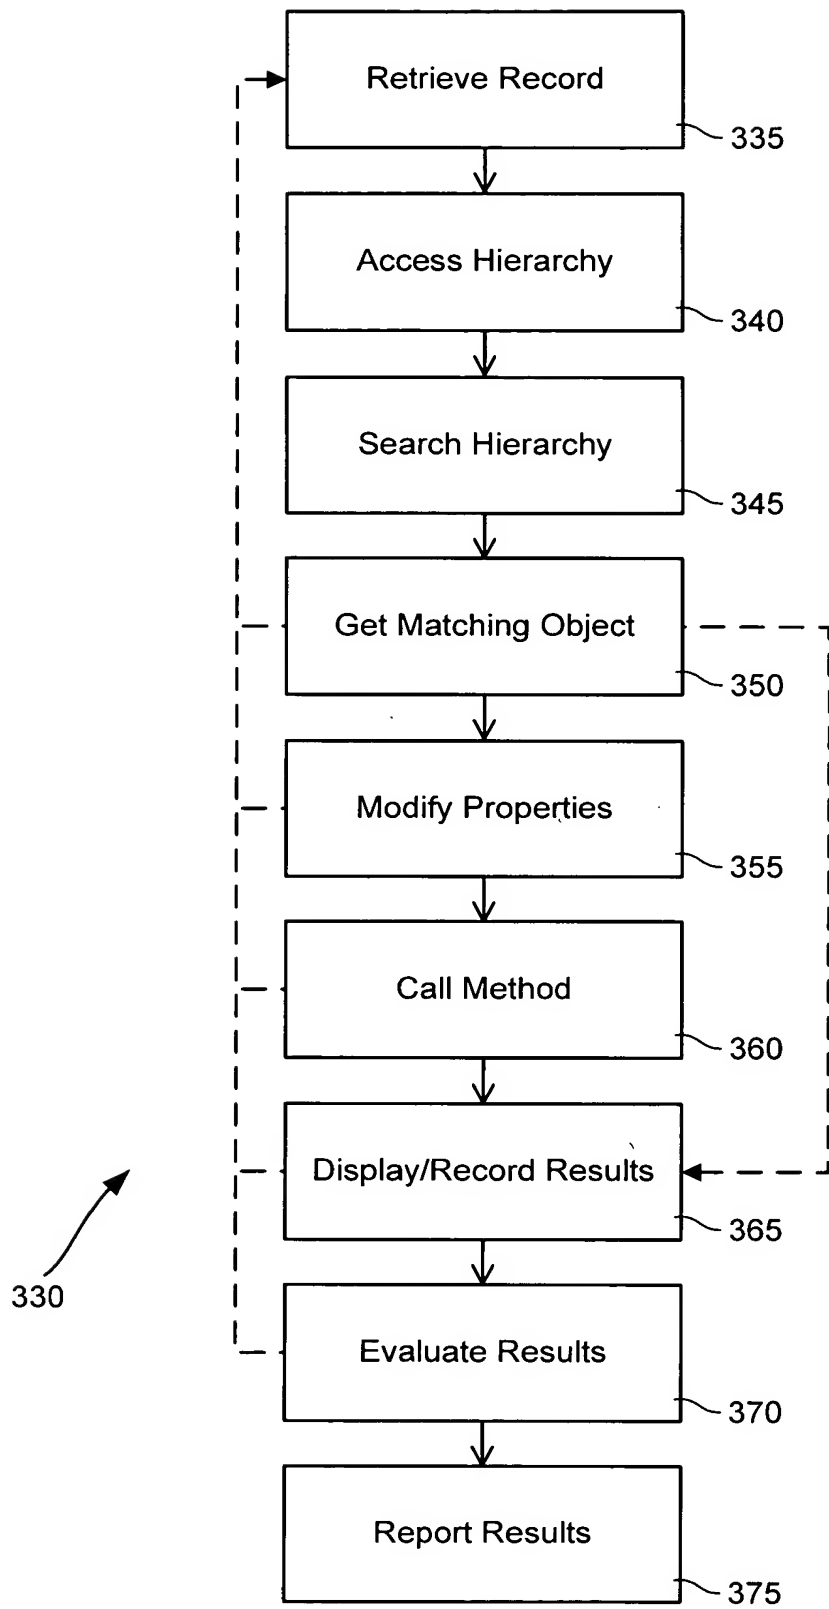 Retrieve Record
335
Access Hierarchy
340
Search Hierarchy
345
Get Matching Object
350
Modify Properties
355
Call Method
360
Display/Record Results
365
330
Evaluate Results
370
Report Results
375